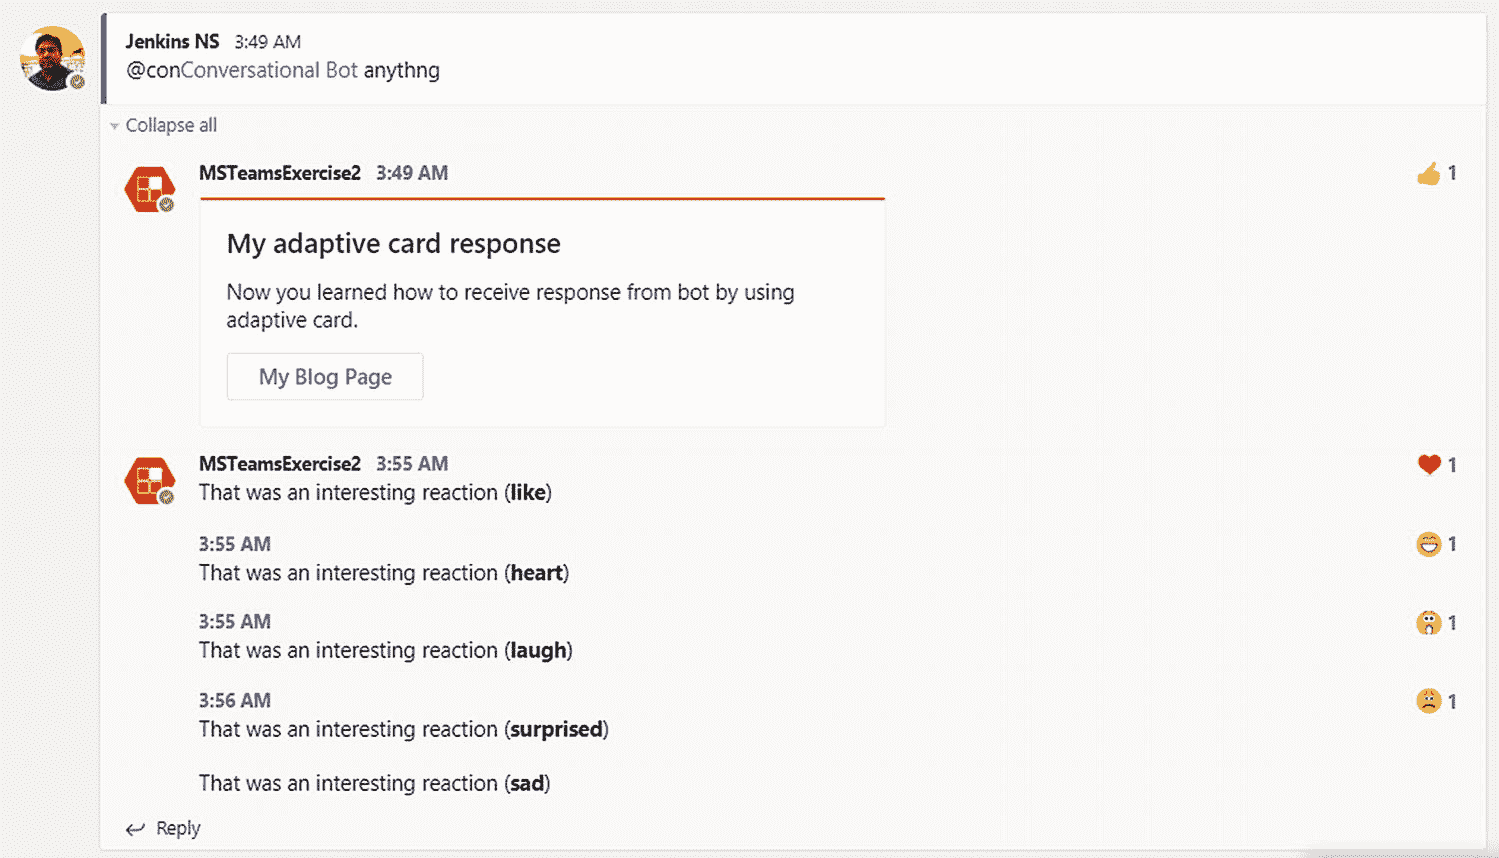 Jenkins NS 3:49 AM
@conConversational Bot anythng
Collapse all
MSTeamsExercise2 3:49 AM
1
My adaptive card response
Now you learned how to receive response from bot by using
adaptive card.
My Blog Page
MSTeamsExercise2 3:55 AM
1
That was an interesting reaction (like)
3:55 AM
1
That was an interesting reaction (heart)
3:55 AM
1
That was an interesting reaction (laugh)
3:56 AM
1
That was an interesting reaction (surprised)
That was an interesting reaction (sad)
Reply